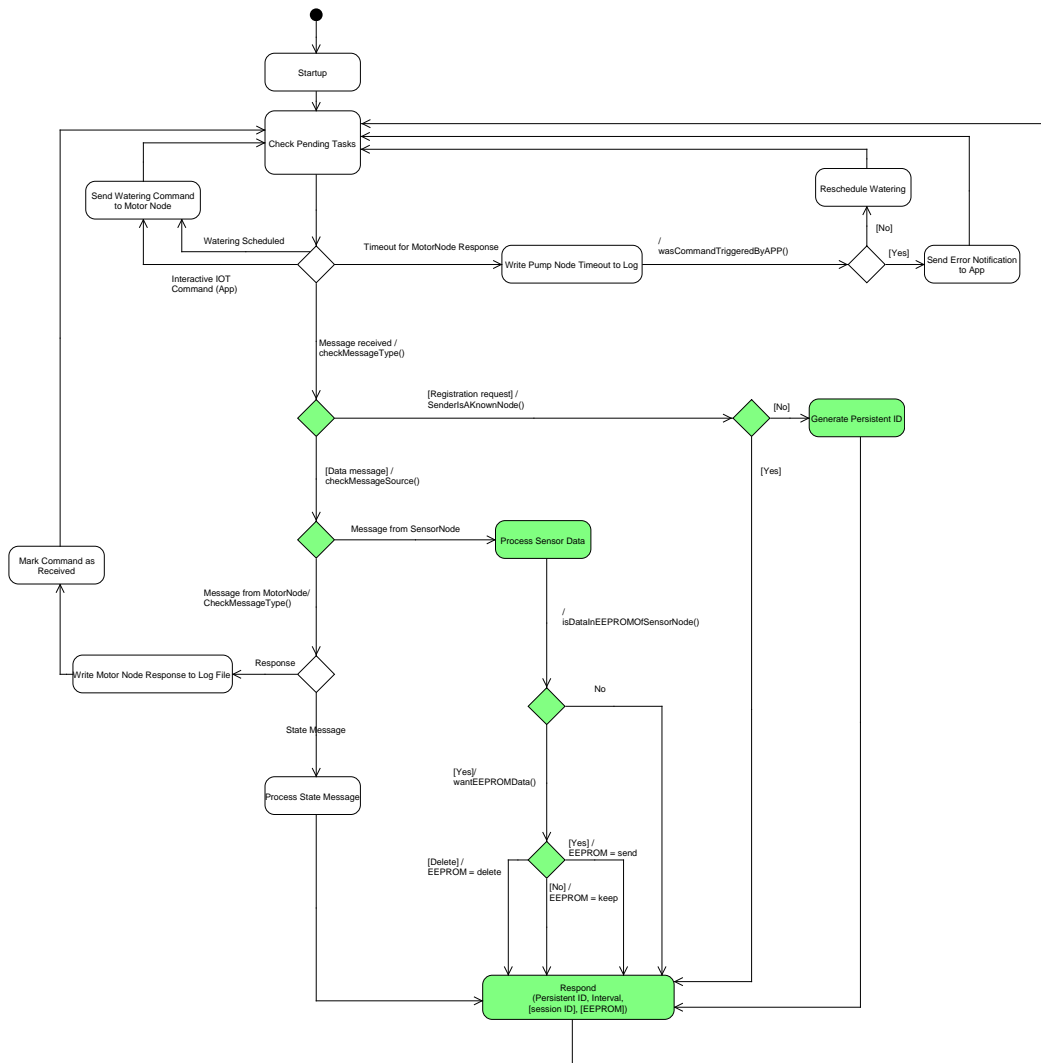 Startup
Check Pending Tasks
Send Watering Command
to Motor Node
Reschedule Watering
Watering Scheduled
Timeout for MotorNode Response
/
wasCommandTriggeredByAPP()
[No]
[Yes]
Write Pump Node Timeout to Log
Send Error Notification
to App
Interactive IOT
Command (App)
Message received /
checkMessageType()
[Registration request] /
SenderIsAKnownNode()
[No]
Generate Persistent ID
[Yes]
[Data message] /
checkMessageSource()
Message from SensorNode
Process Sensor Data
Mark Command as
Received
Message from MotorNode/
CheckMessageType()
/
isDataInEEPROMOfSensorNode()
Response
Write Motor Node Response to Log File
No
State Message
[Yes]/
wantEEPROMData()
Process State Message
[Yes] /
EEPROM = send
[Delete] /
EEPROM = delete
[No] /
EEPROM = keep
Respond
(Persistent ID, Interval,
[session ID], [EEPROM])